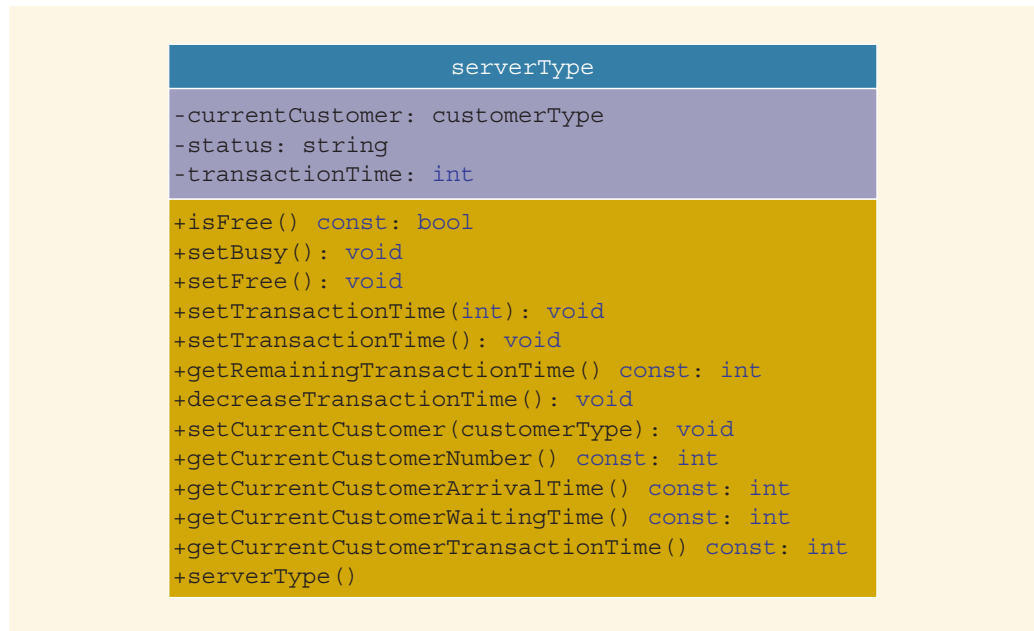 serverType
-currentCustomer: customerType
-status: string
-transactionTime: int
+isFree() const: bool
+setBusy(): void
+setFree(): void
+setTransactionTime(int): void
+setTransactionTime(): void
+getRemainingTransactionTime() const: int
+decreaseTransactionTime(): void
+setCurrentCustomer(customerType): void
+getCurrentCustomerNumber() const: int
+getCurrentCustomerArrivalTime() const: int
+getCurrentCustomerWaitingTime() const: int
+getCurrentCustomerTransactionTime() const: int
+serverType()